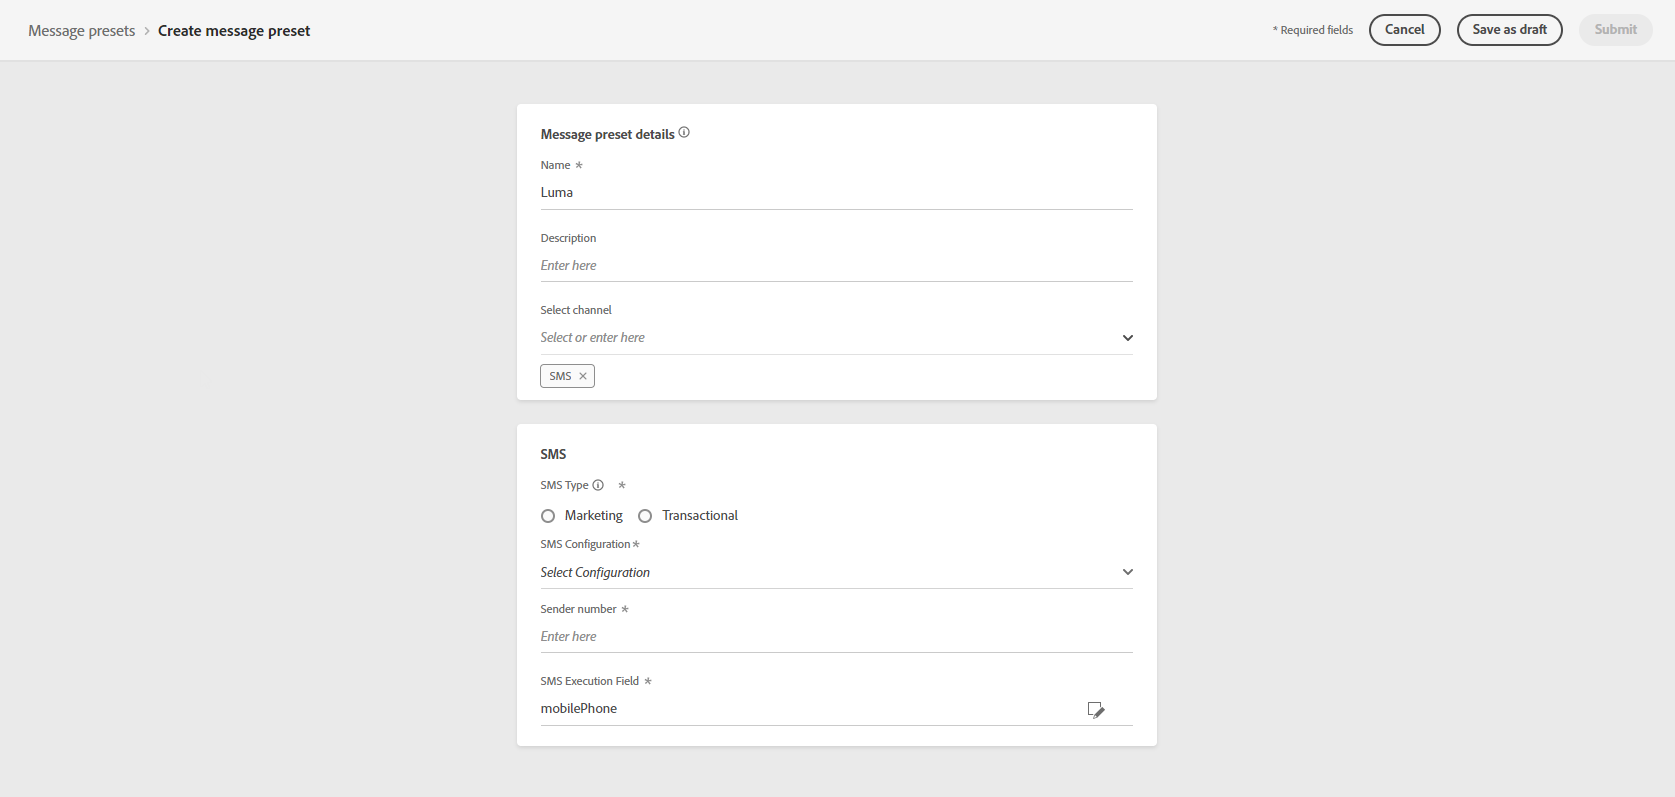 Message presets > Create message preset
* Required fields
Cancel
Save as draft
Submit
Message preset details
Name *
Luma
Description
Enter here
Select channel
Select or enter here
SMS ×
SMS
SMS Type *
Marketing
Transactional
SMS Configuration*
Select Configuration
Sender number *
Enter here
SMS Execution Field *
mobilePhone